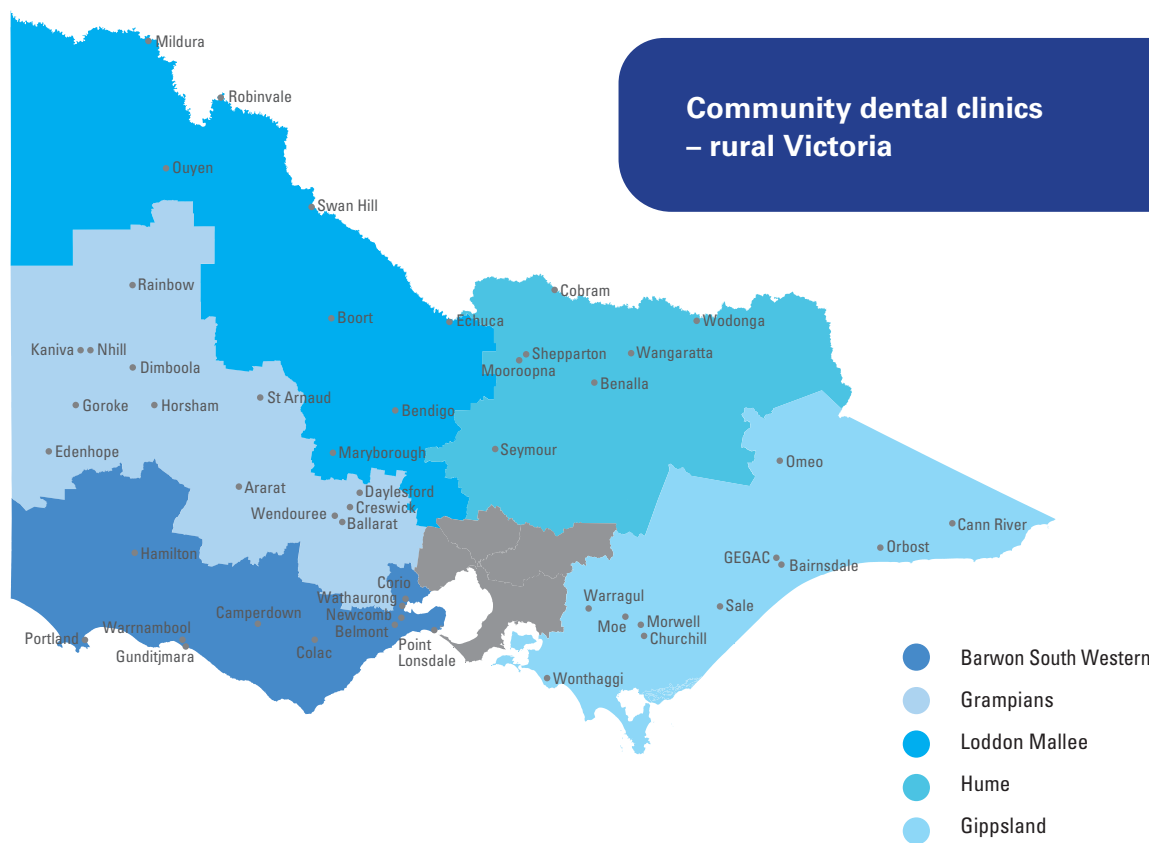 Community dental clinics
– rural Victoria
Mildura
Robinvale
Ouyen
Swan Hill
Rainbow
Cobram
Boort
Echuca
Wodonga
Kaniva
Nhill
Shepparton
Mooroopna
Wangaratta
Dimboola
Benalla
St Arnaud
Goroke
Horsham
Bendigo
Edenhope
Maryborough
Seymour
Omeo
Ararat
Daylesford
Creswick
Wendouree
Ballarat
Cann River
Hamilton
Orbost
GEGAC
Bairnsdale
Corio
Wathaurong
Newcomb
Belmont
Camperdown
Warragul
Moe
Morwell
Churchill
Sale
Portland
Warrnambool
Gunditjmara
Colac
Point
Lonsdale
Wonthaggi
Barwon South Western
Grampians
Loddon Mallee
Hume
Gippsland